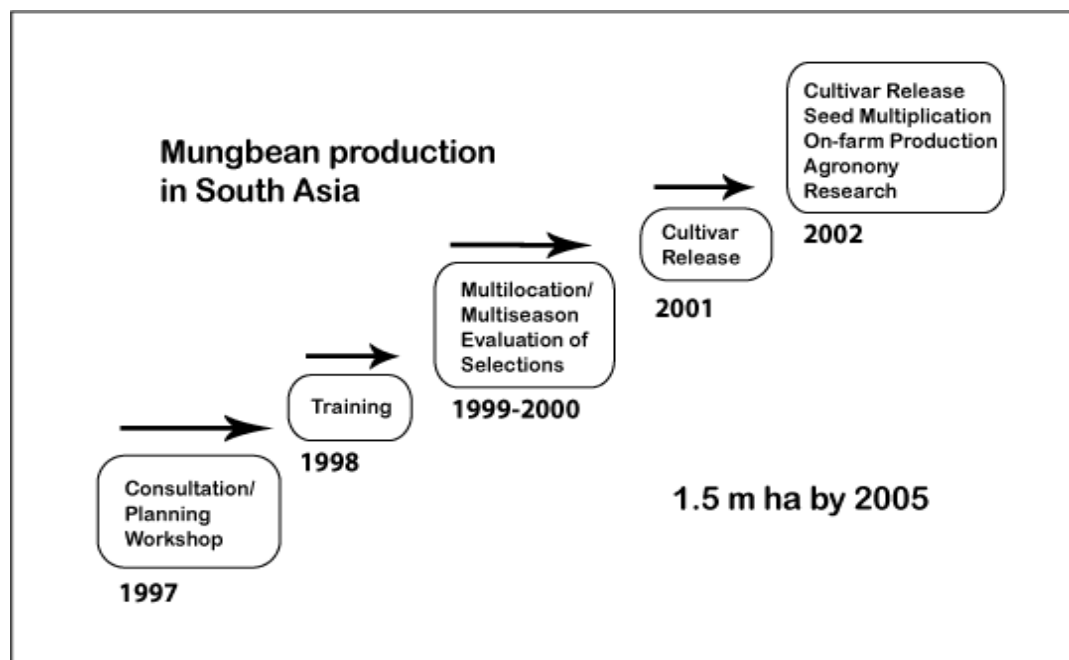 Mungbean production
in South Asia
Consultation/
Planning
Workshop
1997
Training
1998
Multilocation/
Multiseason
Evaluation of
Selections
1999-2000
Cultivar
Release
2001
Cultivar Release
Seed Multiplication
On-farm Production
Agronony
Research
2002
1.5 m ha by 2005